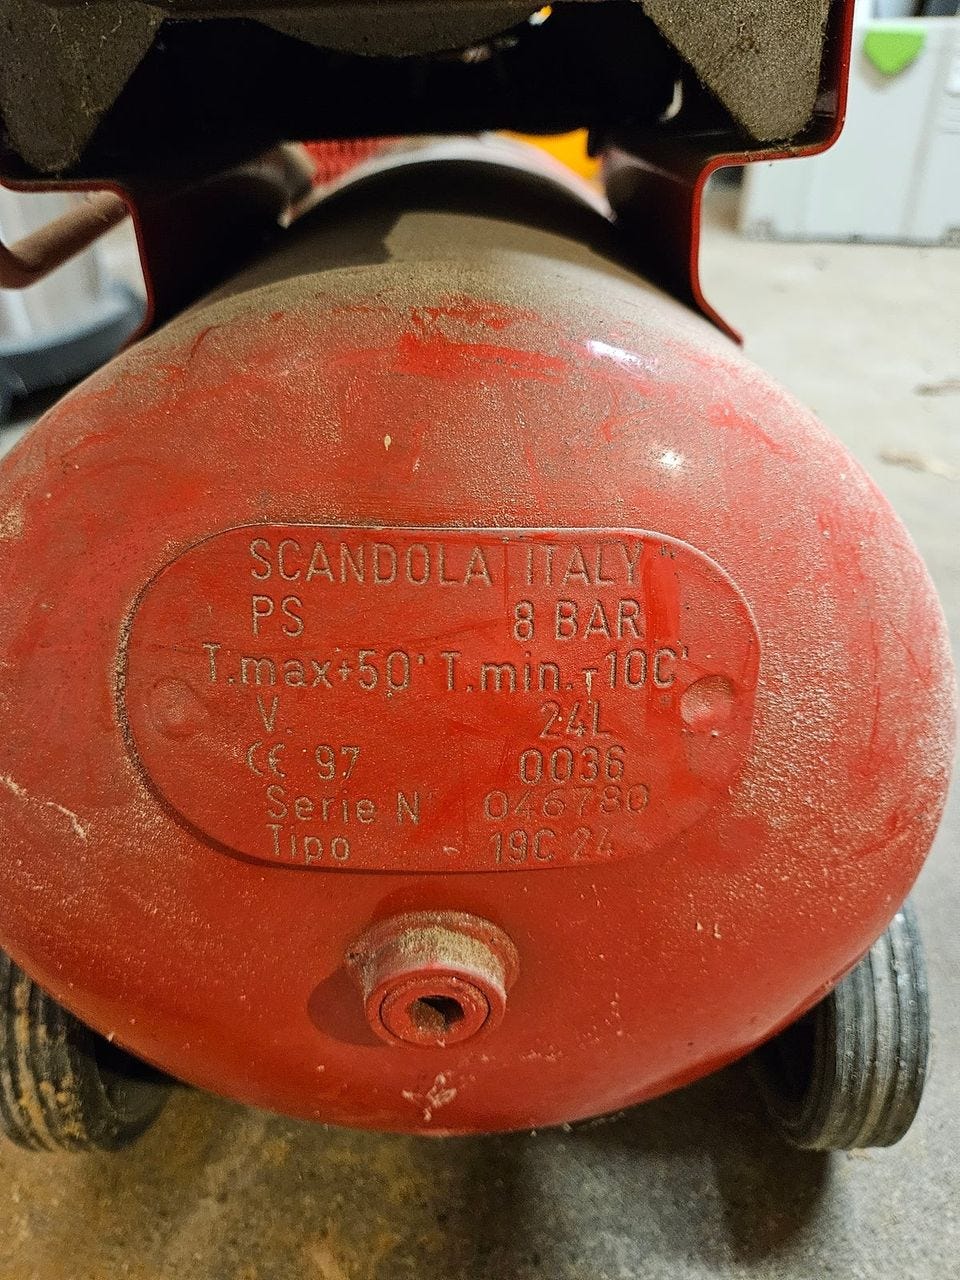 SCANDOLA ITALY
PS 8 BAR
T.max+50° T.min.-10C°
V. 24L
CE 97 0036
Serie N° 046780
Tipo 19C 24